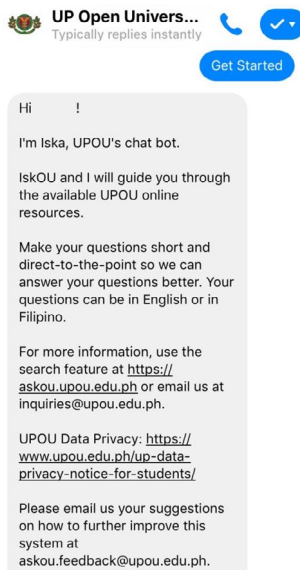 UP Open Univers...
Typically replies instantly
Get Started
Hi !
I'm Iska, UPOU's chat bot.
IskOU and I will guide you through
the available UPOU online
resources.
Make your questions short and
direct-to-the-point so we can
answer your questions better. Your
questions can be in English or in
Filipino.
For more information, use the
search feature at https://
askou.upou.edu.ph or email us at
inquiries@upou.edu.ph.
UPOU Data Privacy: https://
www.upou.edu.ph/up-data-
privacy-notice-for-students/
Please email us your suggestions
on how to further improve this
system at
askou.feedback@upou.edu.ph.